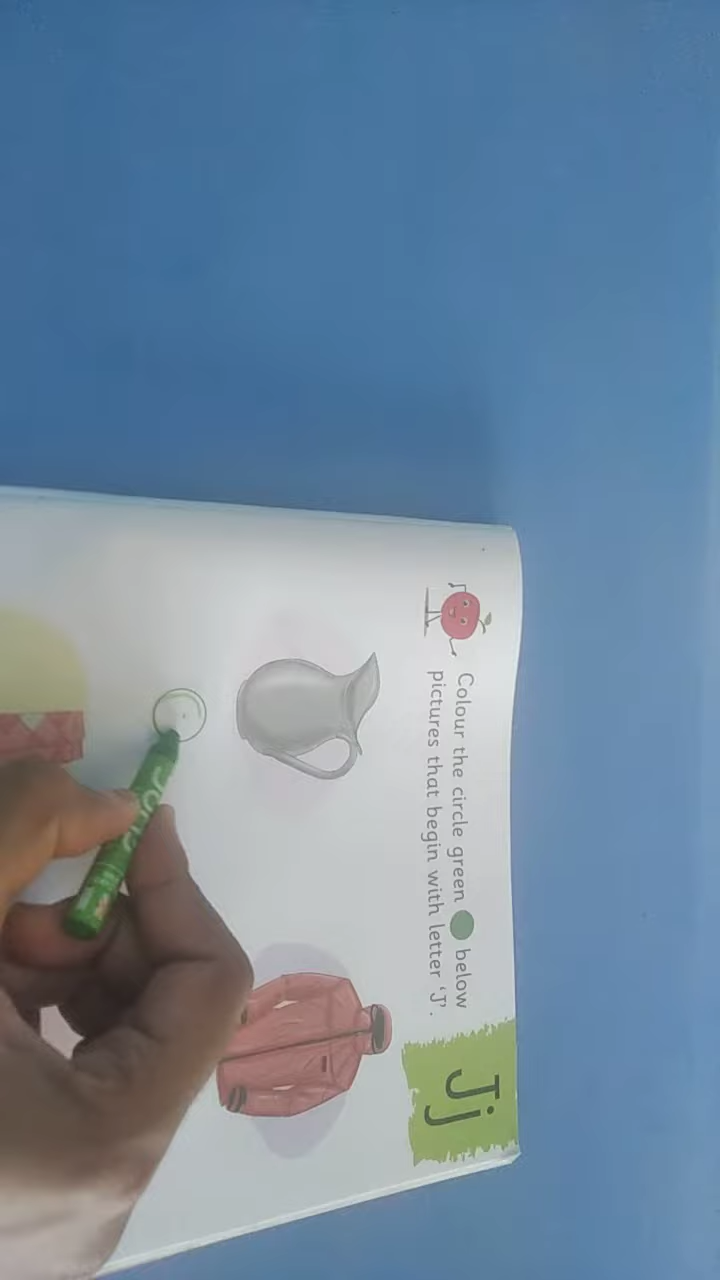 Colour the circle green below
pictures that begin with letter 'J'.
Jj